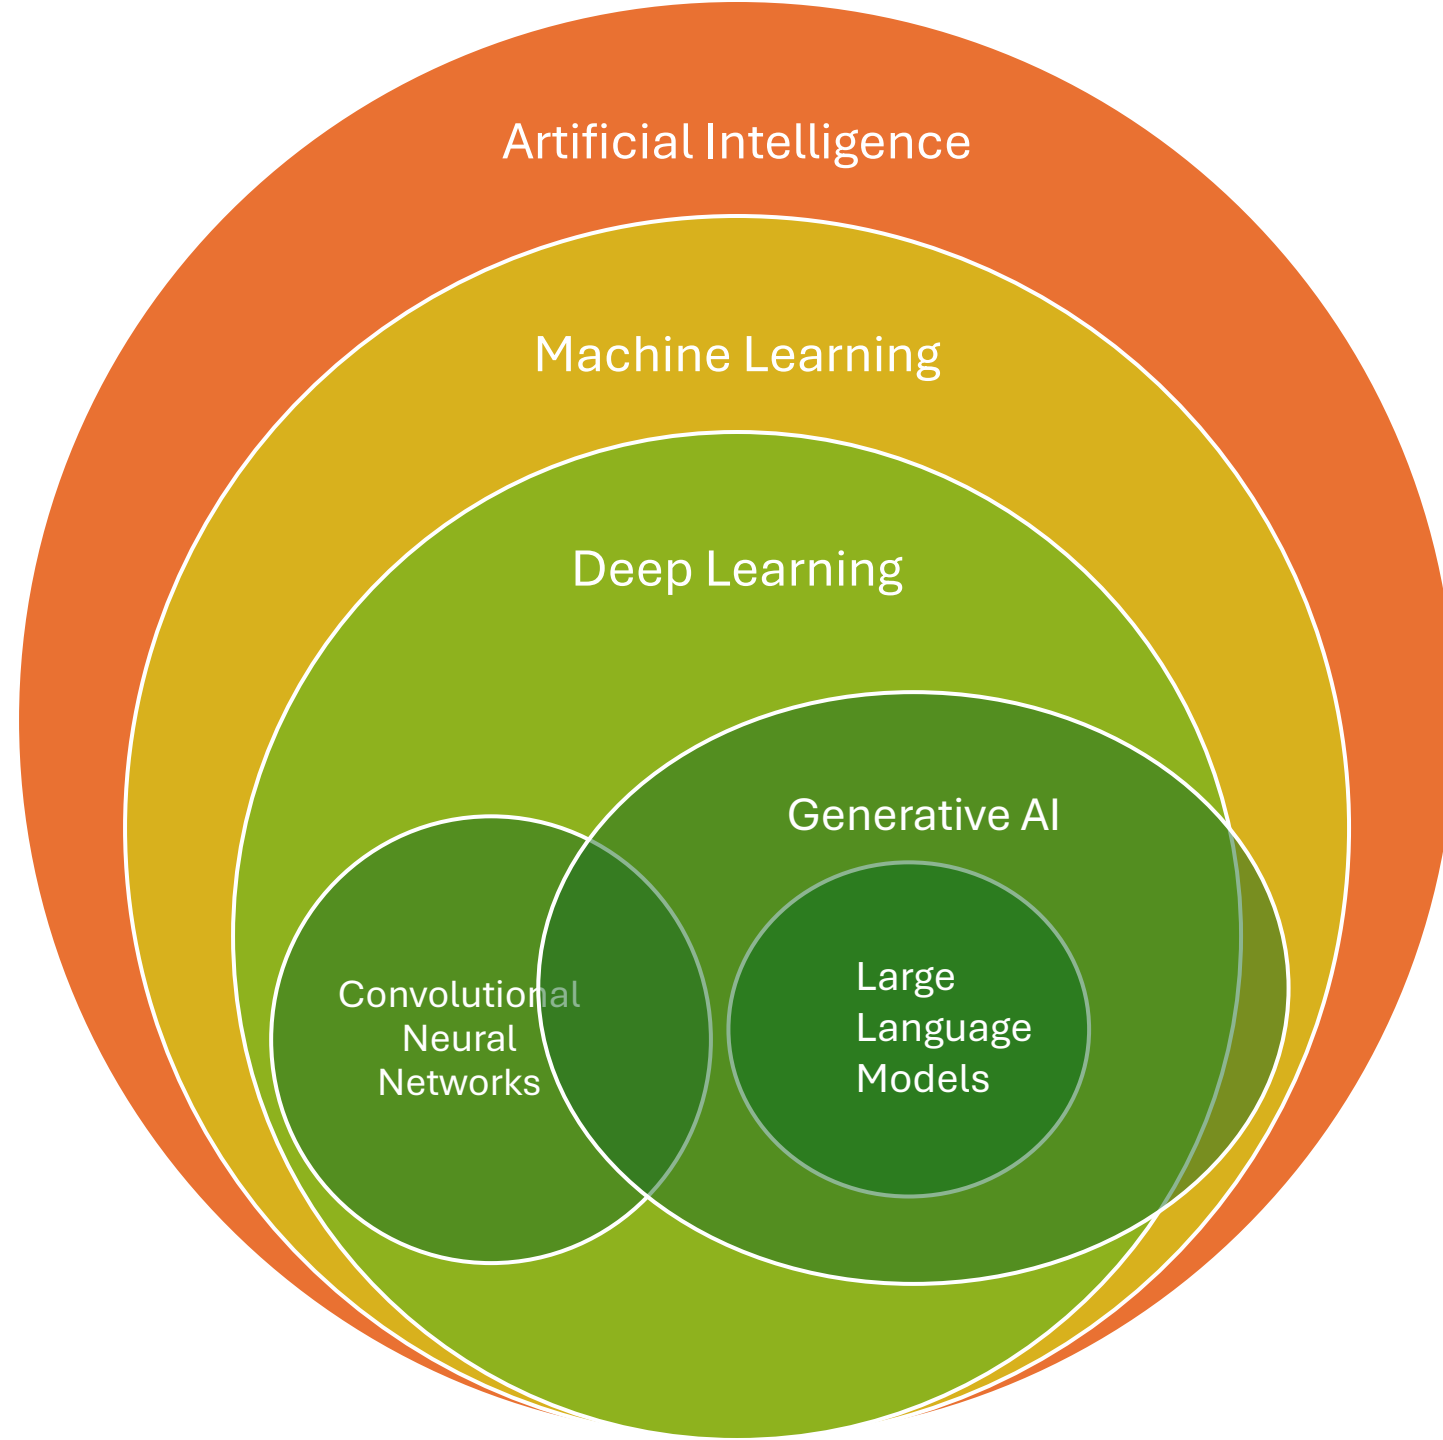 Artificial Intelligence
Machine Learning
Deep Learning
Generative AI
Convolutional
Neural
Networks
Large
Language
Models